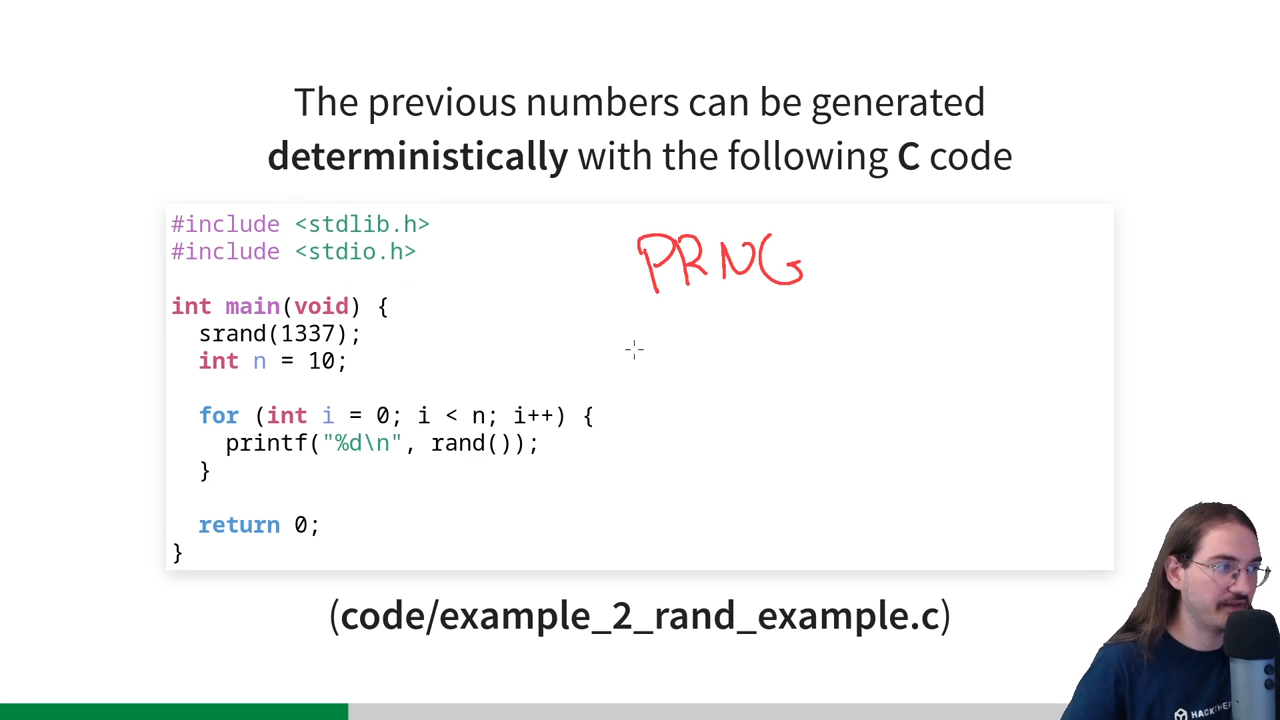 The previous numbers can be generated
deterministically with the following C code
#include <stdlib.h>
#include <stdio.h>
PRNG
int main(void) {
  srand(1337);
  int n = 10;
  for (int i = 0; i < n; i++) {
    printf("%d\n", rand());
  }
  return 0;
}
(code/example_2_rand_example.c)